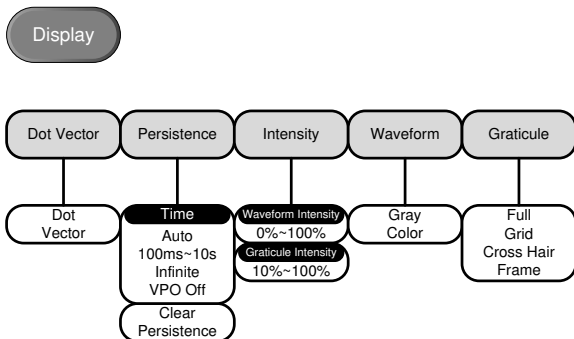 Display
Dot Vector
Persistence
Intensity
Waveform
Graticule
Dot
Vector
Time
Auto
100ms~10s
Infinite
VPO Off
Clear
Persistence
Waveform Intensity
0%~100%
Graticule Intensity
10%~100%
Gray
Color
Full
Grid
Cross Hair
Frame